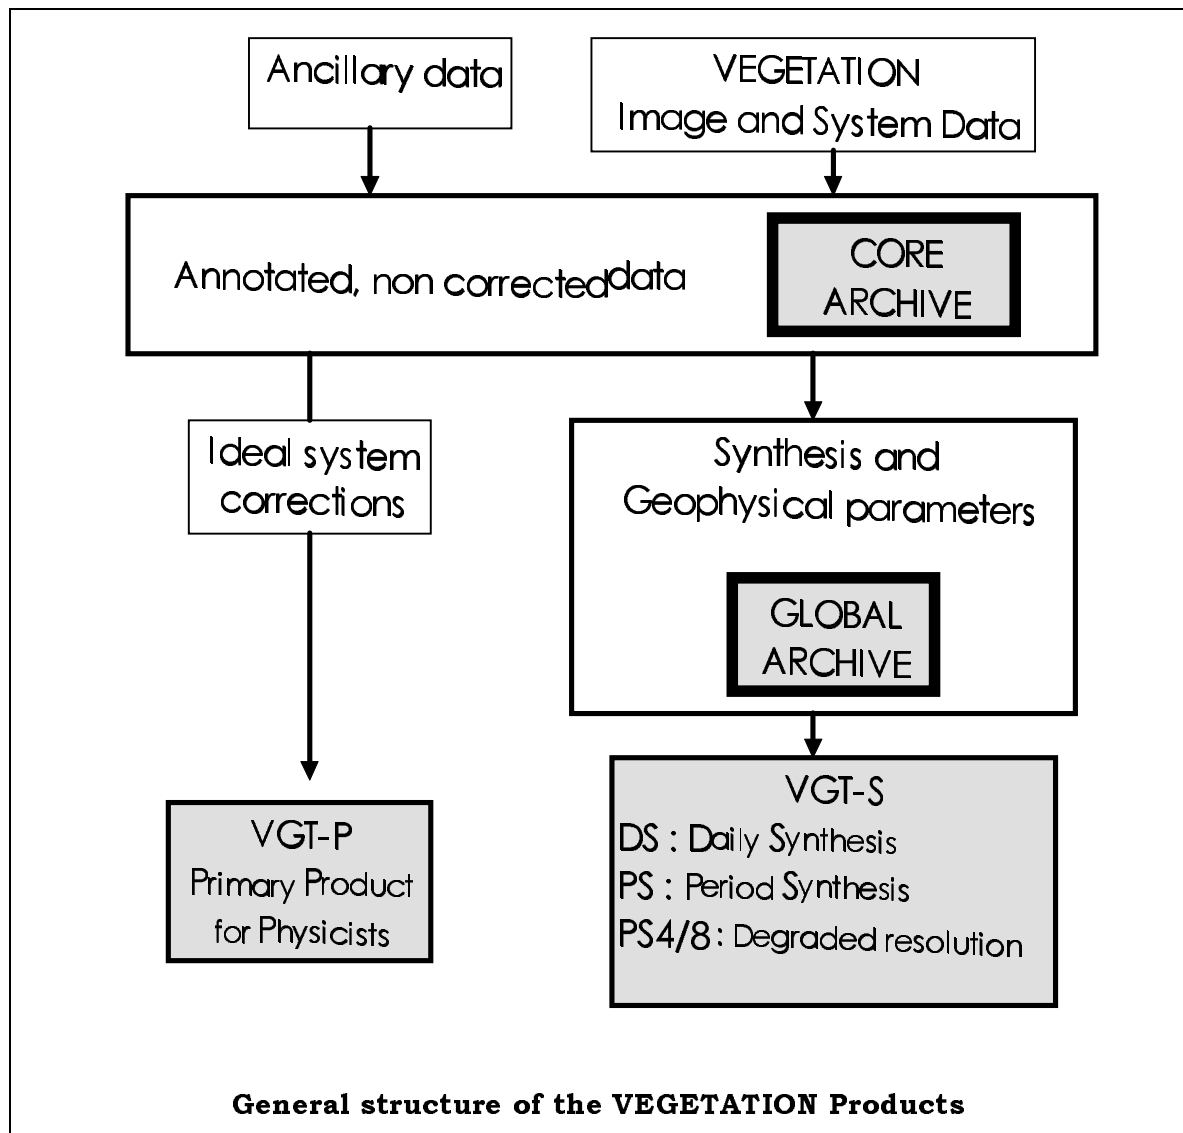 Ancillary data
VEGETATION
Image and System Data
Annotated, non corrected data
CORE
ARCHIVE
Ideal system
corrections
Synthesis and
Geophysical parameters
GLOBAL
ARCHIVE
VGT-P
Primary Product
for Physicists
VGT-S
DS : Daily Synthesis
PS : Period Synthesis
PS4/8 : Degraded resolution
General structure of the VEGETATION Products